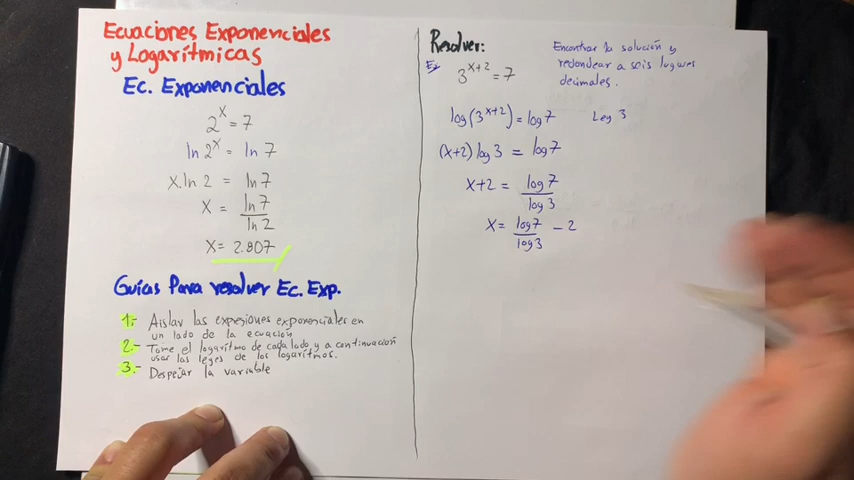 Ecuaciones Exponenciales
y Logarítmicas
Ec. Exponenciales
2^x = 7
ln 2^x = ln 7
x.ln 2 = ln 7
x = ln 7 / ln 2
x = 2.807
Guías Para resolver Ec. Exp.
1.- Aislar las expresiones exponenciales en
un lado de la ecuación
2.- Tome el logaritmo de cada lado y a continuación
usar las leyes de los logaritmos.
3.- Despejar la variable
Resolver:
Ej 3^(x+2) = 7
Encontrar la solución y
redondear a seis lugares
decimales.
log(3^(x+2)) = log 7
Ley 3
(x+2) log 3 = log 7
x+2 = log 7 / log 3
x = log 7 / log 3 - 2